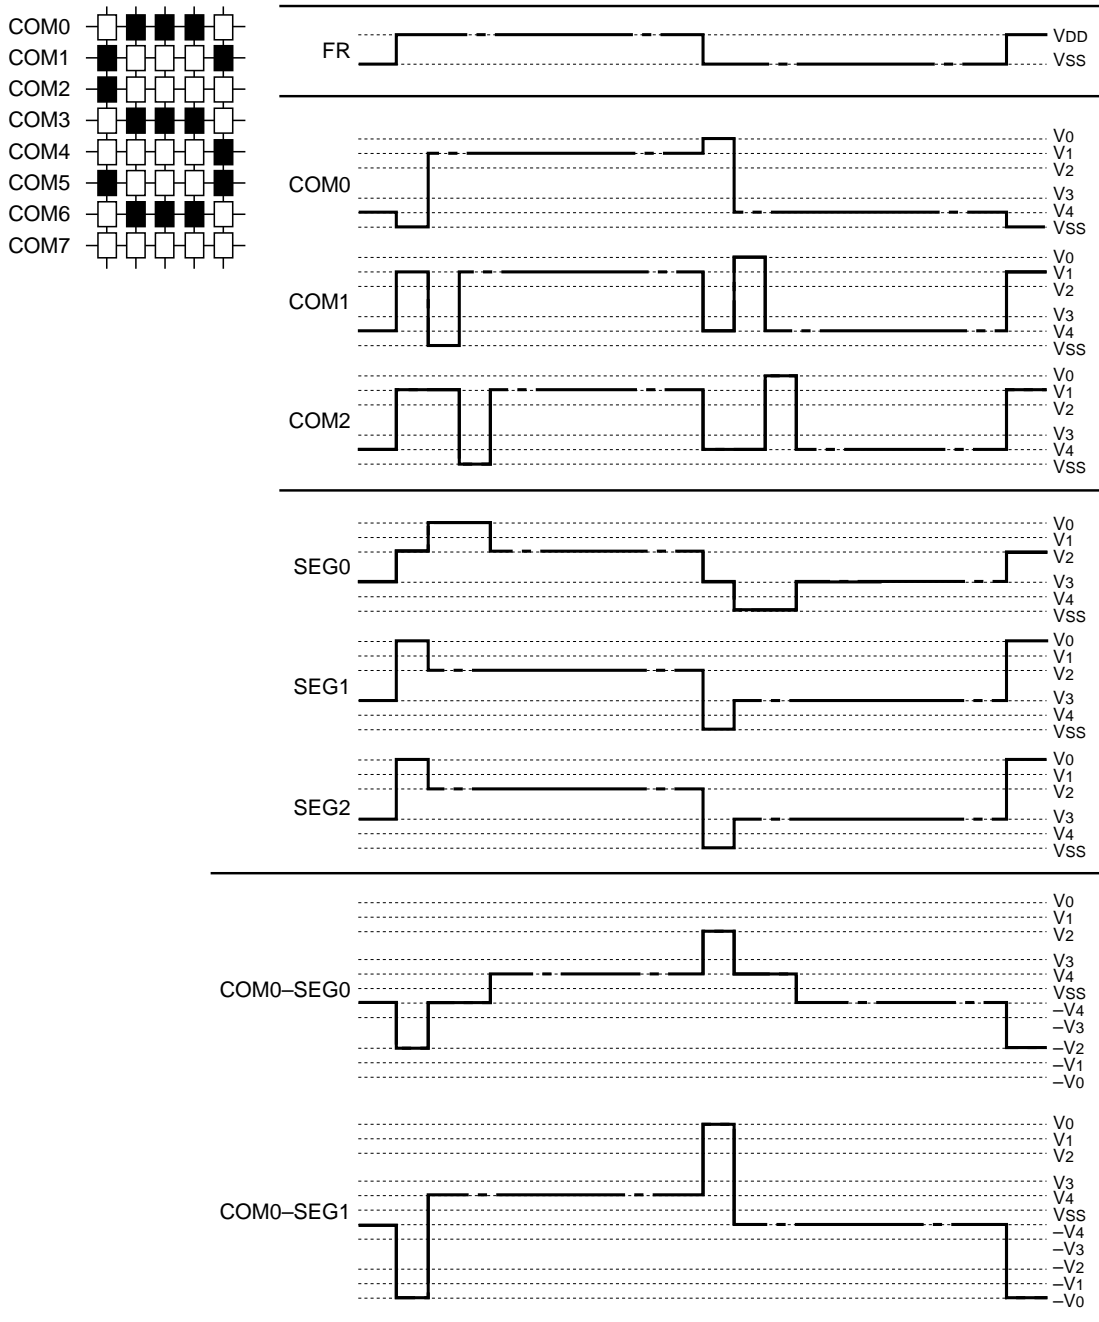 COM0
COM1
COM2
COM3
COM4
COM5
COM6
COM7
FR
VDD
VSS
COM0
V0
V1
V2
V3
V4
VSS
COM1
V0
V1
V2
V3
V4
VSS
COM2
V0
V1
V2
V3
V4
VSS
SEG0
V0
V1
V2
V3
V4
VSS
SEG1
V0
V1
V2
V3
V4
VSS
SEG2
V0
V1
V2
V3
V4
VSS
COM0–SEG0
V0
V1
V2
V3
V4
VSS
–V4
–V3
–V2
–V1
–V0
COM0–SEG1
V0
V1
V2
V3
V4
VSS
–V4
–V3
–V2
–V1
–V0